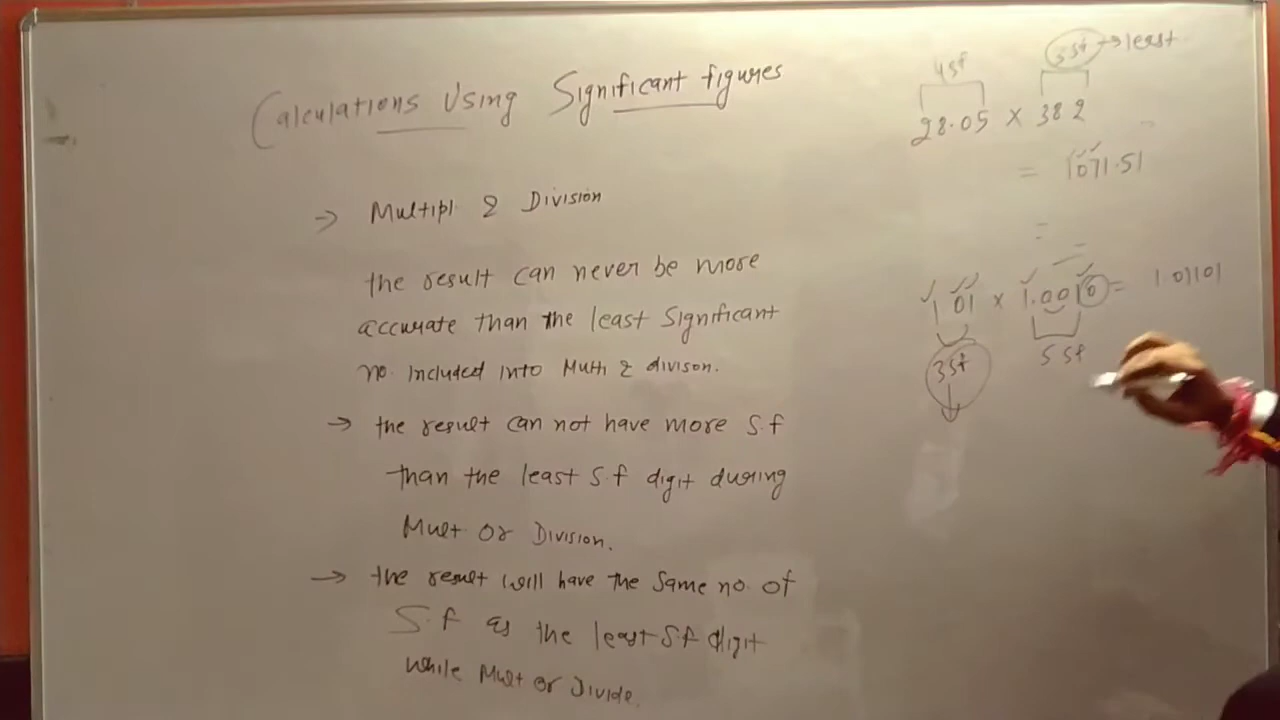 Calculations Using Significant figures
→ Multipl & Division
the result can never be more
accurate than the least significant
no. Included into Multi & divison.
→ the result can not have more S.f
than the least S.f digit during
Mult Or Division.
→ the result will have the same no. of
S.f as the least S.f digit
while Mult or Divide.
4sf 3sf → least
28.05 × 382
= 1071.51
=
101 × 1.0010 = 1.01101
3sf 5sf